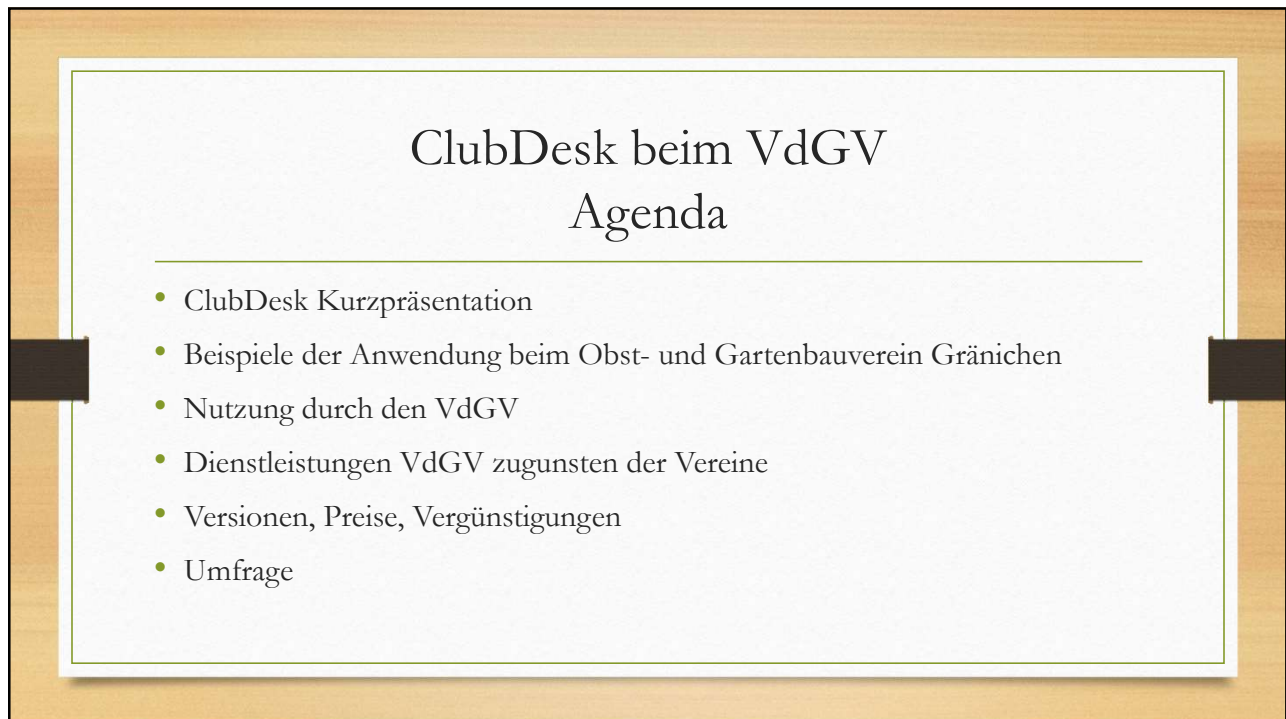 ClubDesk beim VdGV
Agenda
• ClubDesk Kurzpräsentation
• Beispiele der Anwendung beim Obst- und Gartenbauverein Gränichen
• Nutzung durch den VdGV
• Dienstleistungen VdGV zugunsten der Vereine
• Versionen, Preise, Vergünstigungen
• Umfrage